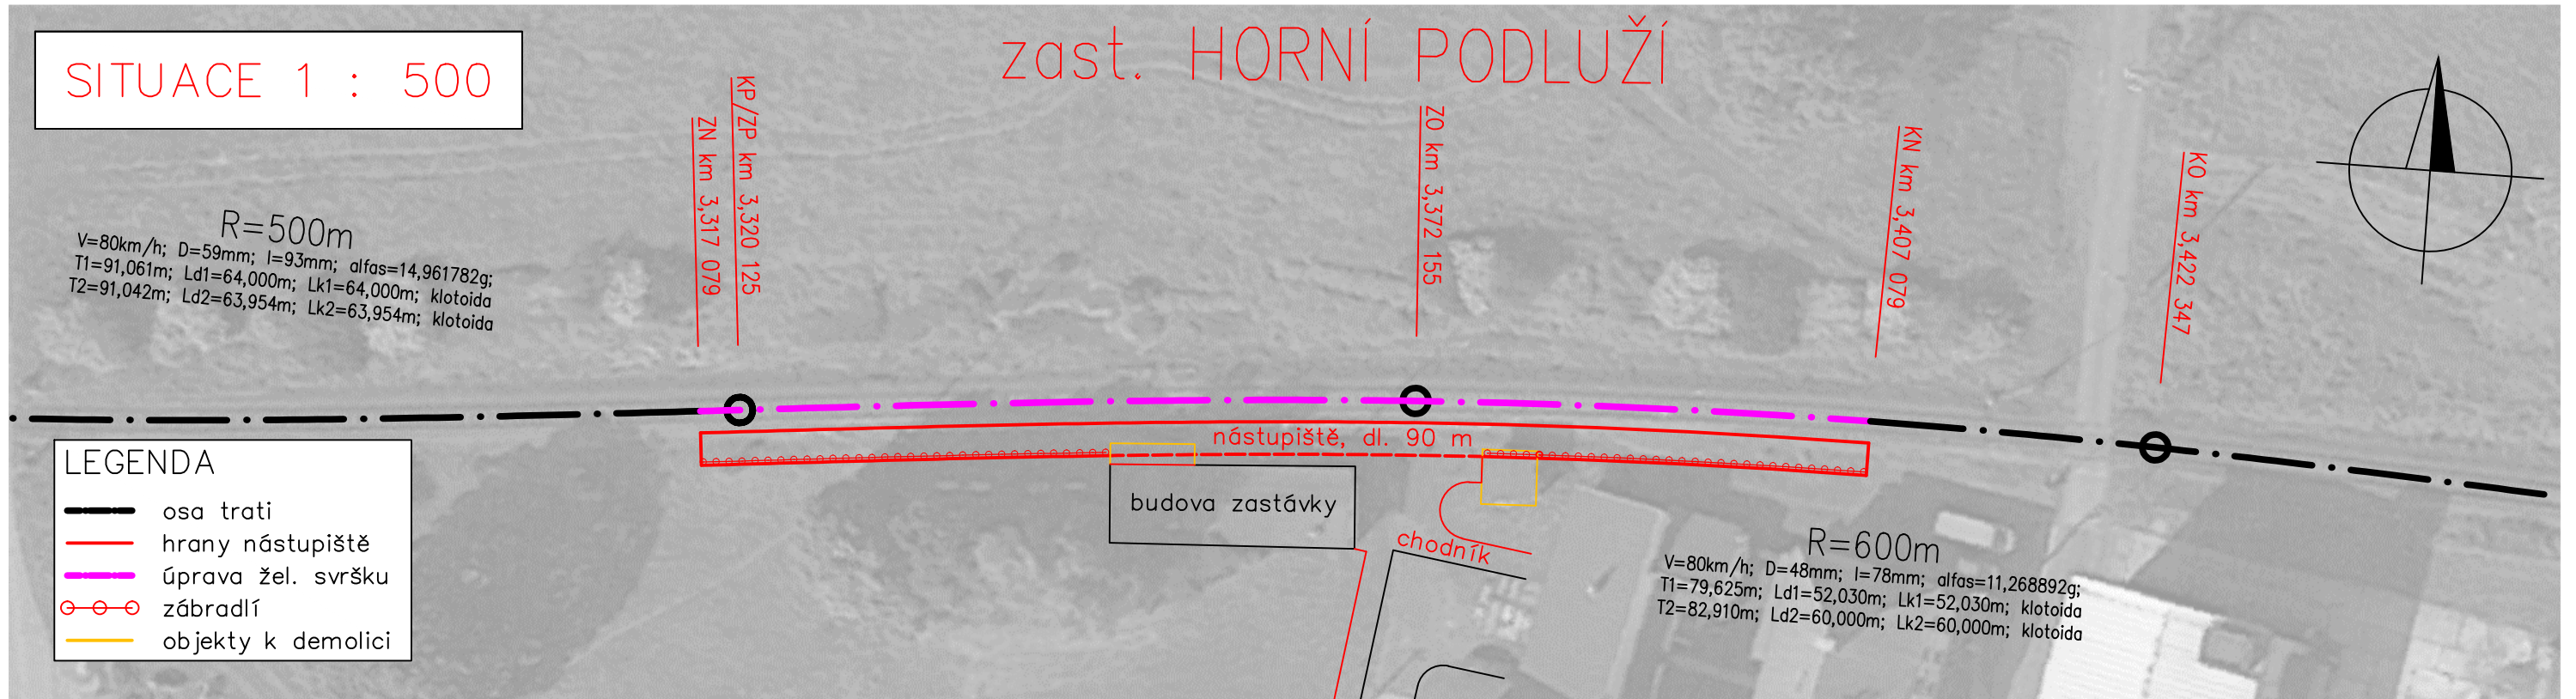 SITUACE 1 : 500
zast. HORNÍ PODLUŽÍ
ZN km 3,317 079
KP/ZP km 3,320 125
ZO km 3,372 155
KN km 3,407 079
KO km 3,422 347
R=500m
V=80km/h; D=59mm; I=93mm; alfas=14,961782g;
T1=91,061m; Ld1=64,000m; Lk1=64,000m; klotoida
T2=91,042m; Ld2=63,954m; Lk2=63,954m; klotoida
nástupiště, dl. 90 m
budova zastávky
chodník
R=600m
V=80km/h; D=48mm; I=78mm; alfas=11,268892g;
T1=79,625m; Ld1=52,030m; Lk1=52,030m; klotoida
T2=82,910m; Ld2=60,000m; Lk2=60,000m; klotoida
LEGENDA
osa trati
hrany nástupiště
úprava žel. svršku
zábradlí
objekty k demolici